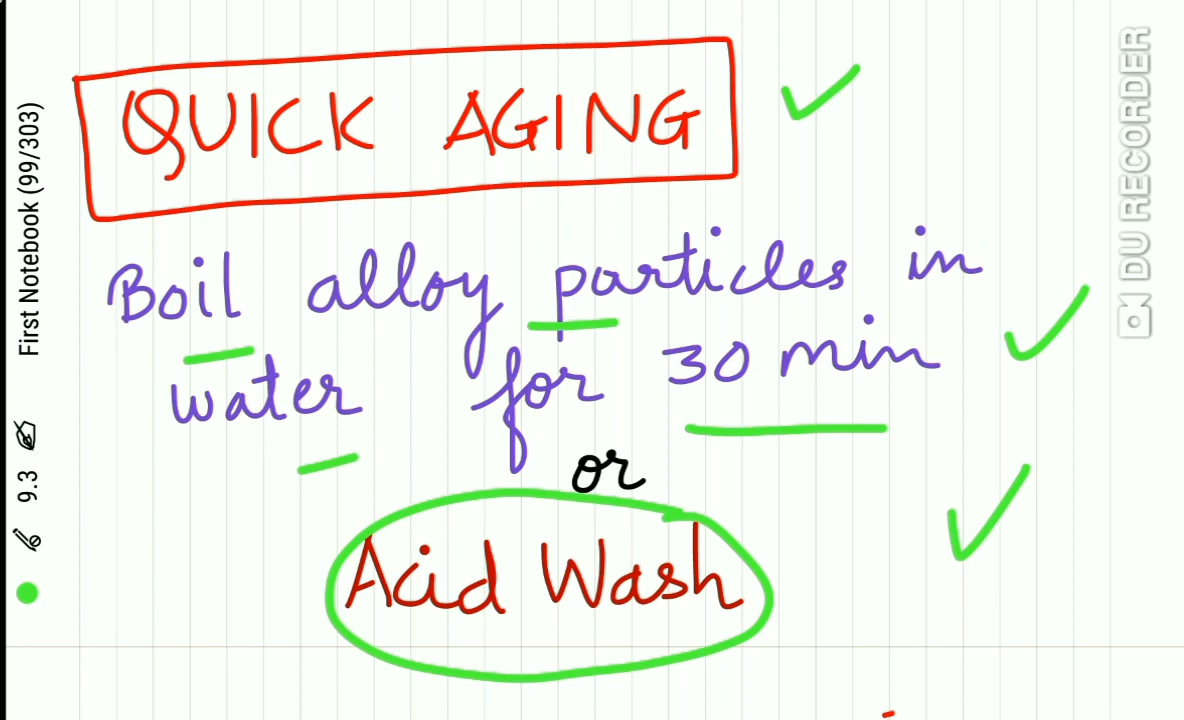 QUICK AGING
Boil alloy particles in
water for 30 min
or
Acid Wash
First Notebook (99/303)
9.3
DU RECORDER